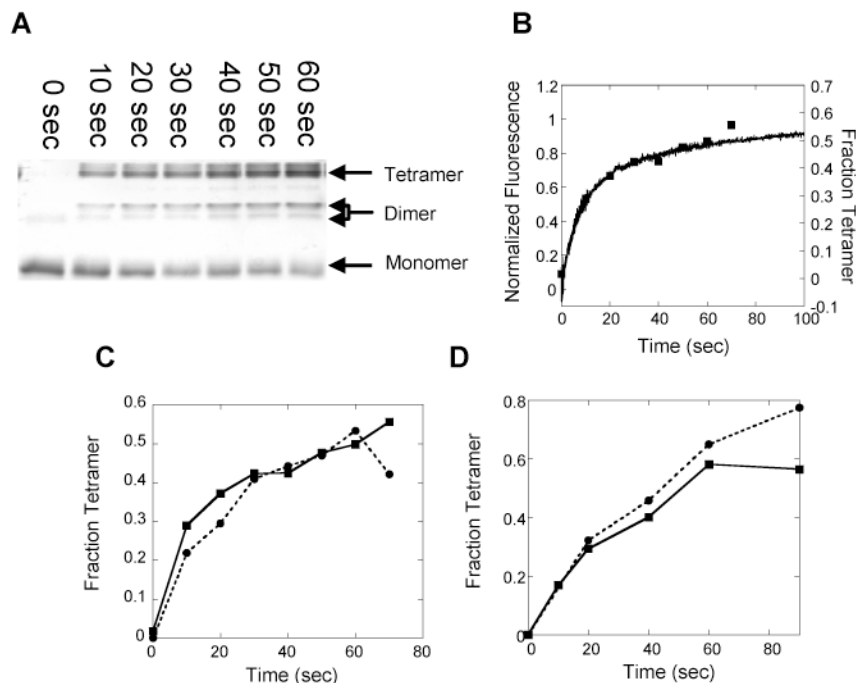 A
0 sec
10 sec
20 sec
30 sec
40 sec
50 sec
60 sec
Tetramer
Dimer
Monomer
B
Normalized Fluorescence
1.2
1
0.8
0.6
0.4
0.2
0
0.7
0.6
0.5
0.4
0.3
0.2
0.1
0
-0.1
Fraction Tetramer
0 20 40 60 80 100
Time (sec)
C
Fraction Tetramer
0.6
0.5
0.4
0.3
0.2
0.1
0
0 20 40 60 80
Time (sec)
D
Fraction Tetramer
0.8
0.6
0.4
0.2
0
0 20 40 60 80
Time (sec)